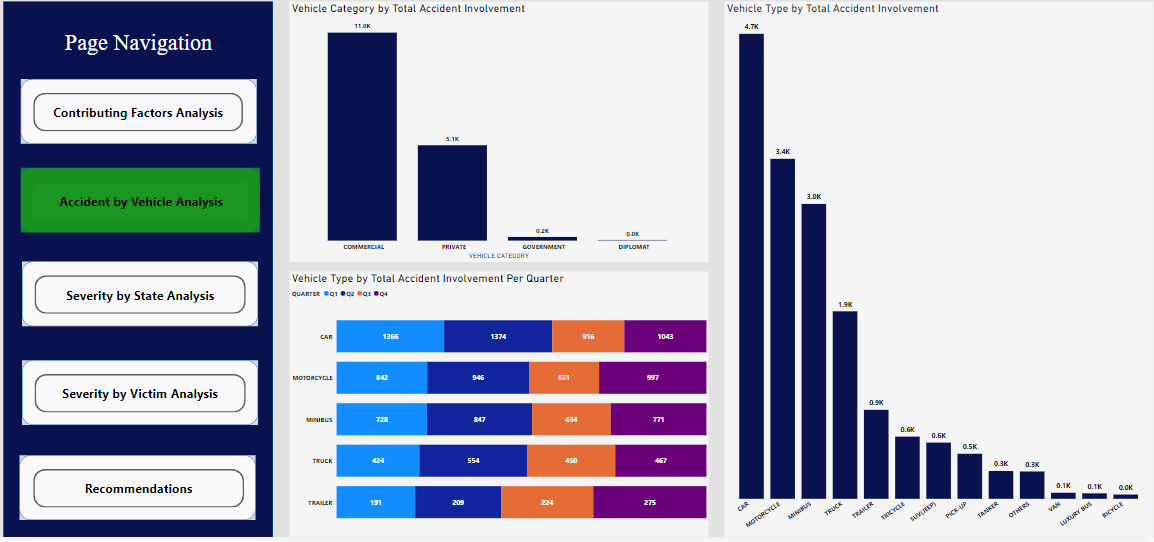 Page Navigation
Contributing Factors Analysis
Accident by Vehicle Analysis
Severity by State Analysis
Severity by Victim Analysis
Recommendations
Vehicle Category by Total Accident Involvement
11.0K
5.1K
0.2K
0.0K
COMMERCIAL PRIVATE GOVERNMENT DIPLOMAT
VEHICLE CATEGORY
Vehicle Type by Total Accident Involvement Per Quarter
QUARTER Q1 Q2 Q3 Q4
CAR 1366 1374 916 1043
MOTORCYCLE 842 946 651 997
MINIBUS 728 847 634 771
TRUCK 424 554 450 467
TRAILER 191 209 224 275
Vehicle Type by Total Accident Involvement
4.7K
3.4K
3.0K
1.9K
0.9K
0.6K
0.6K
0.5K
0.3K
0.3K
0.1K
0.1K
0.0K
CAR MOTORCYCLE MINIBUS TRUCK TRAILER TRICYCLE SUV(JEEP) PICK-UP TANKER OTHERS VAN LUXURY BUS BICYCLE